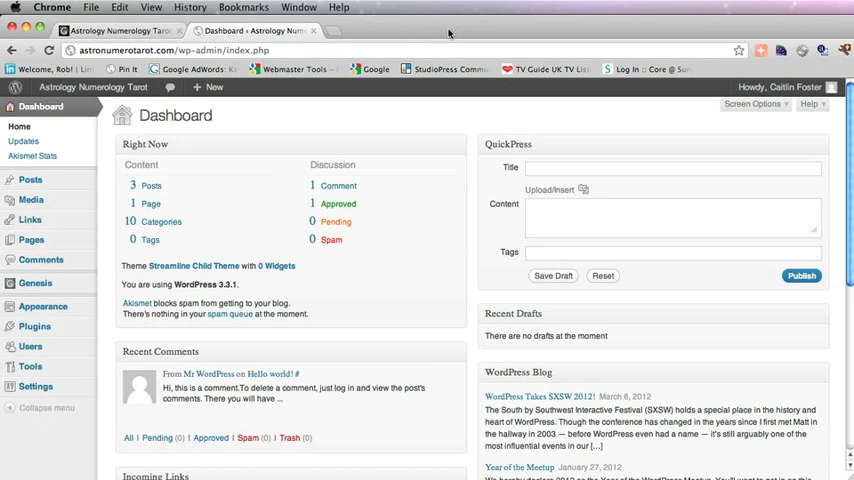 Chrome File Edit View History Bookmarks Window Help
Astrology Numerology Tarot Dashboard ‹ Astrology Num
astronumerotarot.com/wp-admin/index.php
Welcome, Rob! | Lin Pin It Google AdWords: K Webmaster Tools – Google StudioPress Commu TV Guide UK TV List Log In :: Core @ Su
Astrology Numerology Tarot + New Howdy, Caitlin Foster
Dashboard
Home
Updates
Akismet Stats
Posts
Media
Links
Pages
Comments
Genesis
Appearance
Plugins
Users
Tools
Settings
Collapse menu
Screen Options Help
Dashboard
Right Now
Content Discussion
3 Posts 1 Comment
1 Page 1 Approved
10 Categories 0 Pending
0 Tags 0 Spam
Theme Streamline Child Theme with 0 Widgets
You are using WordPress 3.3.1.
Akismet blocks spam from getting to your blog.
There's nothing in your spam queue at the moment.
Recent Comments
From Mr WordPress on Hello world! #
Hi, this is a comment.To delete a comment, just log in and view the post's
comments. There you will have ...
All | Pending (0) | Approved | Spam (0) | Trash (0)
Incoming Links
QuickPress
Title
Upload/Insert
Content
Tags
Save Draft Reset Publish
Recent Drafts
There are no drafts at the moment
WordPress Blog
WordPress Takes SXSW 2012! March 6, 2012
The South by Southwest Interactive Festival (SXSW) holds a special place in the history and
heart of WordPress. Though the conference has changed in the years since I first met Matt in
the hallway in 2003 — before WordPress even had a name — it's still arguably one of the
most influential events in our [...]
Year of the Meetup January 27, 2012